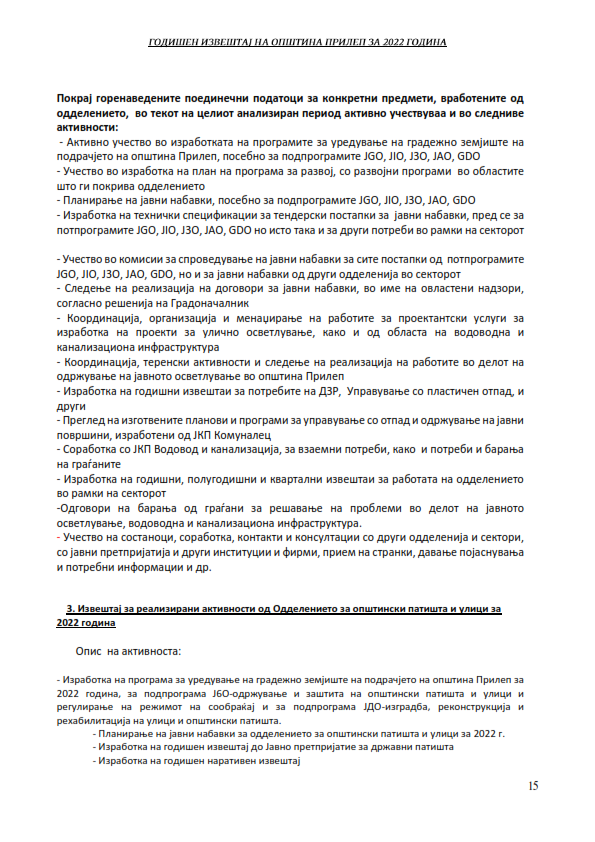 ГОДИШЕН ИЗВЕШТАЈ НА ОПШТИНА ПРИЛЕП ЗА 2022 ГОДИНА
Покрај горенаведените поединечни податоци за конкретни предмети, вработените од
одделението, во текот на целиот анализиран период активно учествуваа и во следниве
активности:
- Активно учество во изработката на програмите за уредување на градежно земјиште на
подрачјето на општина Прилеп, посебно за подпрограмите JGO, JIO, J3O, JAO, GDO
- Учество во изработка на план на програма за развој, со развојни програми во областите
што ги покрива одделението
- Планирање на јавни набавки, посебно за подпрограмите JGO, JIO, J3O, JAO, GDO
- Изработка на технички спецификации за тендерски постапки за јавни набавки, пред се за
потпрограмите JGO, JIO, J3O, JAO, GDO но исто така и за други потреби во рамки на секторот
- Учество во комисии за спроведување на јавни набавки за сите постапки од потпрограмите
JGO, JIO, J3O, JAO, GDO, но и за јавни набавки од други одделенија во секторот
- Следење на реализација на договори за јавни набавки, во име на овластени надзори,
согласно решенија на Градоначалник
- Координација, организација и менаџирање на работите за проектантски услуги за
изработка на проекти за улично осветлување, како и од областа на водоводна и
канализациона инфраструктура
- Координација, теренски активности и следење на реализација на работите во делот на
одржување на јавното осветлување во општина Прилеп
- Изработка на годишни извештаи за потребите на ДЗР, Управување со пластичен отпад, и
други
- Преглед на изготвените планови и програми за управување со отпад и одржување на јавни
површини, изработени од ЈКП Комуналец
- Соработка со ЈКП Водовод и канализација, за взаемни потреби, како и потреби и барања
на граѓаните
- Изработка на годишни, полугодишни и квартални извештаи за работата на одделението
во рамки на секторот
-Одговори на барања од граѓани за решавање на проблеми во делот на јавното
осветлување, водоводна и канализациона инфраструктура.
- Учество на состаноци, соработка, контакти и консултации со други одделенија и сектори,
со јавни претпријатија и други институции и фирми, прием на странки, давање појаснувања
и потребни информации и др.
3. Извештај за реализирани активности од Одделението за општински патишта и улици за
2022 година
Опис на активноста:
- Изработка на програма за уредување на градежно земјиште на подрачјето на општина Прилеп за
2022 година, за подпрограма Ј6О-одржување и заштита на општински патишта и улици и
регулирање на режимот на сообраќај и за подпрограма ЈДО-изградба, реконструкција и
рехабилитација на улици и општински патишта.
- Планирање на јавни набавки за одделението за општински патишта и улици за 2022 г.
- Изработка на годишен извештај до Јавно претпријатие за државни патишта
- Изработка на годишен наративен извештај
15